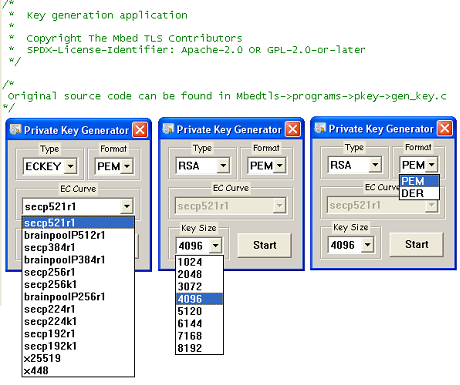 /*
 *  Key generation application
 *
 *  Copyright The Mbed TLS Contributors
 *  SPDX-License-Identifier: Apache-2.0 OR GPL-2.0-or-later
 */
/*
Original source code can be found in Mbedtls->programs->pkey->gen_key.c
*/
Private Key Generator
Type
Format
ECKEY
PEM
EC Curve
secp521r1
secp521r1
brainpoolP512r1
secp384r1
brainpoolP384r1
secp256r1
secp256k1
brainpoolP256r1
secp224r1
secp224k1
secp192r1
secp192k1
x25519
x448
Private Key Generator
Type
Format
RSA
PEM
EC Curve
secp521r1
Key Size
4096
Start
1024
2048
3072
4096
5120
6144
7168
8192
Private Key Generator
Type
Format
RSA
PEM
PEM
DER
EC Curve
secp521r1
Key Size
4096
Start